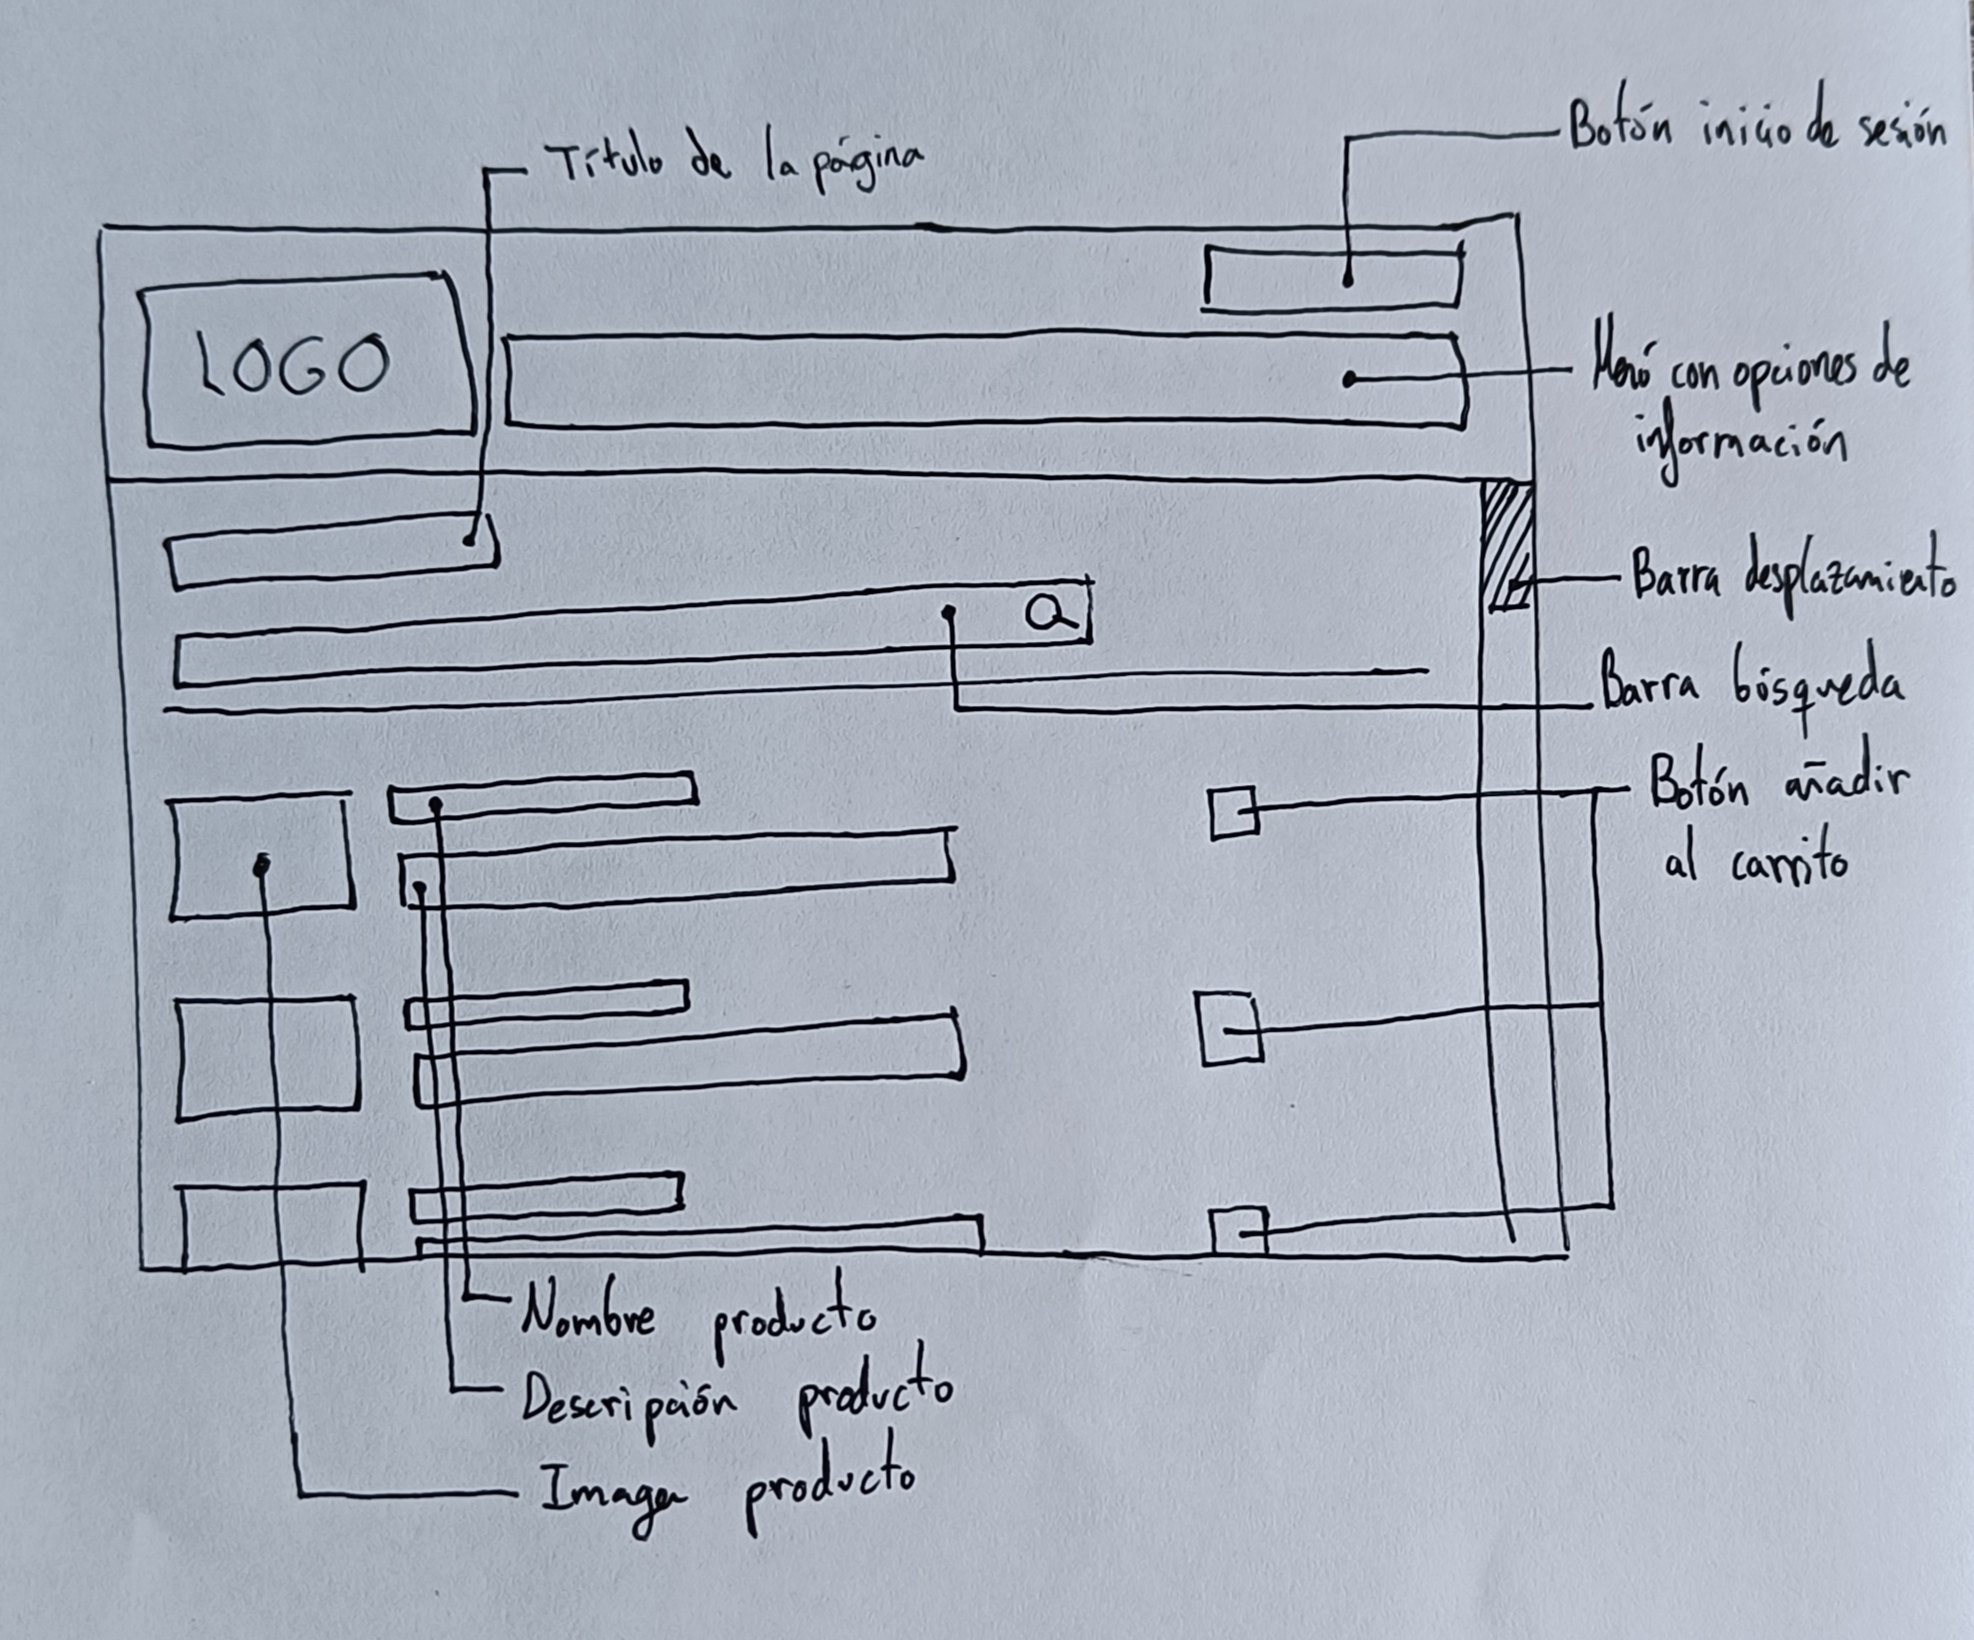 Botón inicio de sesión
Título de la página
LOGO
Menú con opciones de
información
Barra desplazamiento
Barra búsqueda
Botón añadir
al carrito
Nombre producto
Descripción producto
Imagen producto